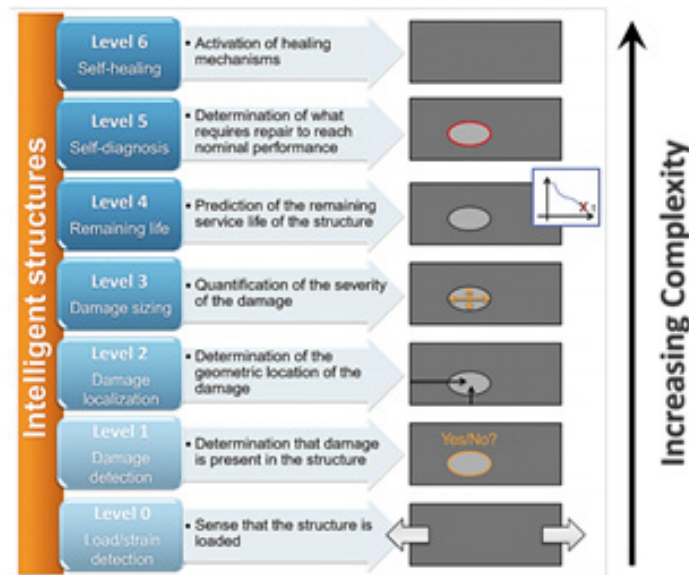 Intelligent structures
Level 6
Self-healing
• Activation of healing
mechanisms
Level 5
Self-diagnosis
• Determination of what
requires repair to reach
nominal performance
Level 4
Remaining life
• Prediction of the remaining
service life of the structure
Level 3
Damage sizing
• Quantification of the severity
of the damage
Level 2
Damage
localization
• Determination of the
geometric location of the
damage
Level 1
Damage
detection
• Determination that damage
is present in the structure
Yes/No?
Level 0
Load/strain
detection
• Sense that the structure is
loaded
Increasing Complexity